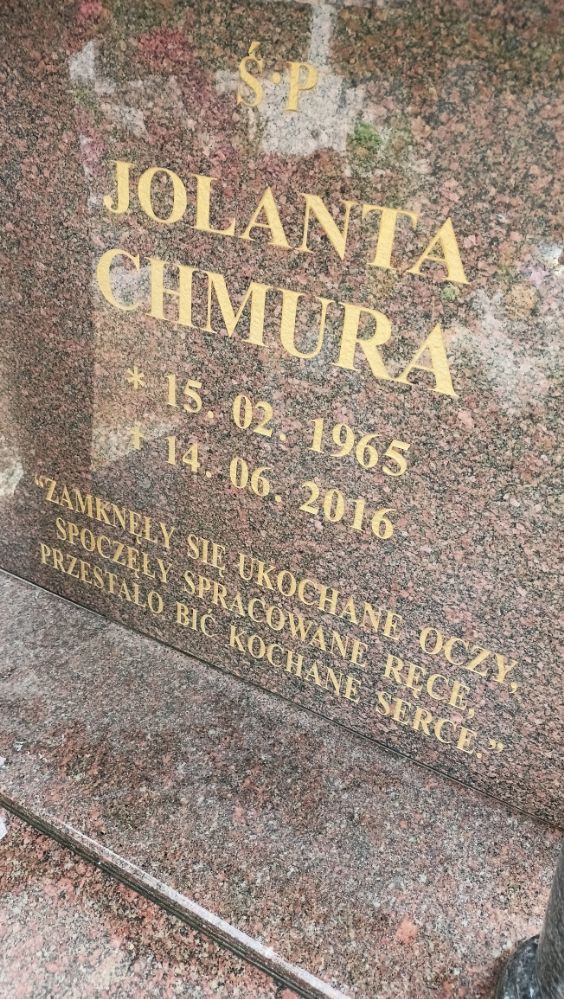 Ś·P
JOLANTA
CHMURA
* 15. 02. 1965
+ 14. 06. 2016
“ZAMKNĘŁY SIĘ UKOCHANE OCZY,
SPOCZĘŁY SPRACOWANE RĘCE,
PRZESTAŁO BIĆ KOCHANE SERCE.”